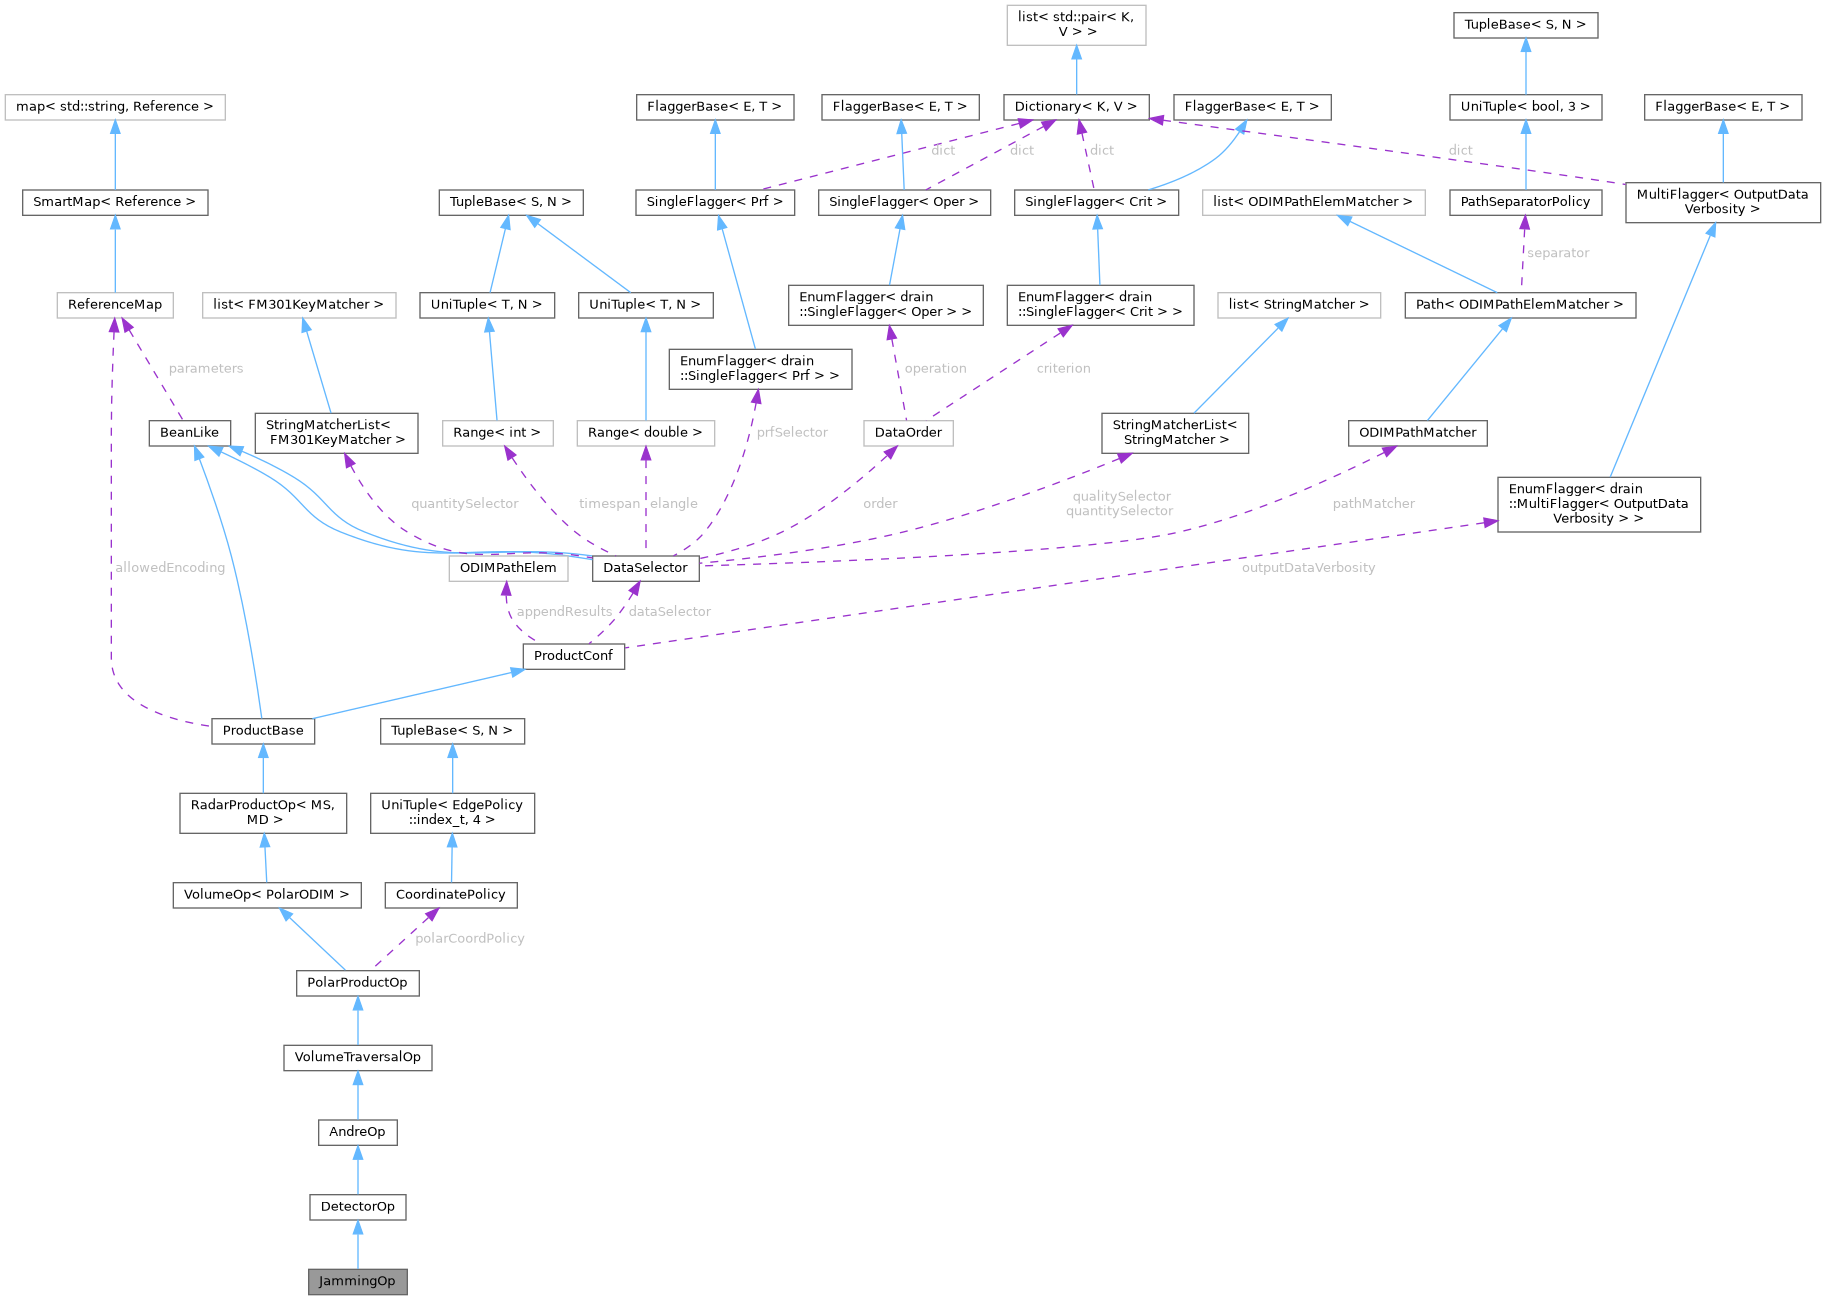 list< std::pair< K,
V > >
TupleBase< S, N >
map< std::string, Reference >
FlaggerBase< E, T >
FlaggerBase< E, T >
Dictionary< K, V >
FlaggerBase< E, T >
UniTuple< bool, 3 >
FlaggerBase< E, T >
dict
dict
dict
dict
SmartMap< Reference >
TupleBase< S, N >
SingleFlagger< Prf >
SingleFlagger< Oper >
SingleFlagger< Crit >
list< ODIMPathElemMatcher >
PathSeparatorPolicy
MultiFlagger< OutputData
Verbosity >
separator
ReferenceMap
list< FM301KeyMatcher >
UniTuple< T, N >
UniTuple< T, N >
EnumFlagger< drain
::SingleFlagger< Oper > >
EnumFlagger< drain
::SingleFlagger< Crit > >
list< StringMatcher >
Path< ODIMPathElemMatcher >
parameters
EnumFlagger< drain
::SingleFlagger< Prf > >
operation
criterion
BeanLike
StringMatcherList<
FM301KeyMatcher >
Range< int >
Range< double >
prfSelector
DataOrder
StringMatcherList<
StringMatcher >
ODIMPathMatcher
quantitySelector
timespan
elangle
order
qualitySelector
quantitySelector
pathMatcher
EnumFlagger< drain
::MultiFlagger< OutputData
Verbosity > >
allowedEncoding
ODIMPathElem
DataSelector
outputDataVerbosity
appendResults
dataSelector
ProductConf
ProductBase
TupleBase< S, N >
RadarProductOp< MS,
MD >
UniTuple< EdgePolicy
::index_t, 4 >
VolumeOp< PolarODIM >
CoordinatePolicy
polarCoordPolicy
PolarProductOp
VolumeTraversalOp
AndreOp
DetectorOp
JammingOp